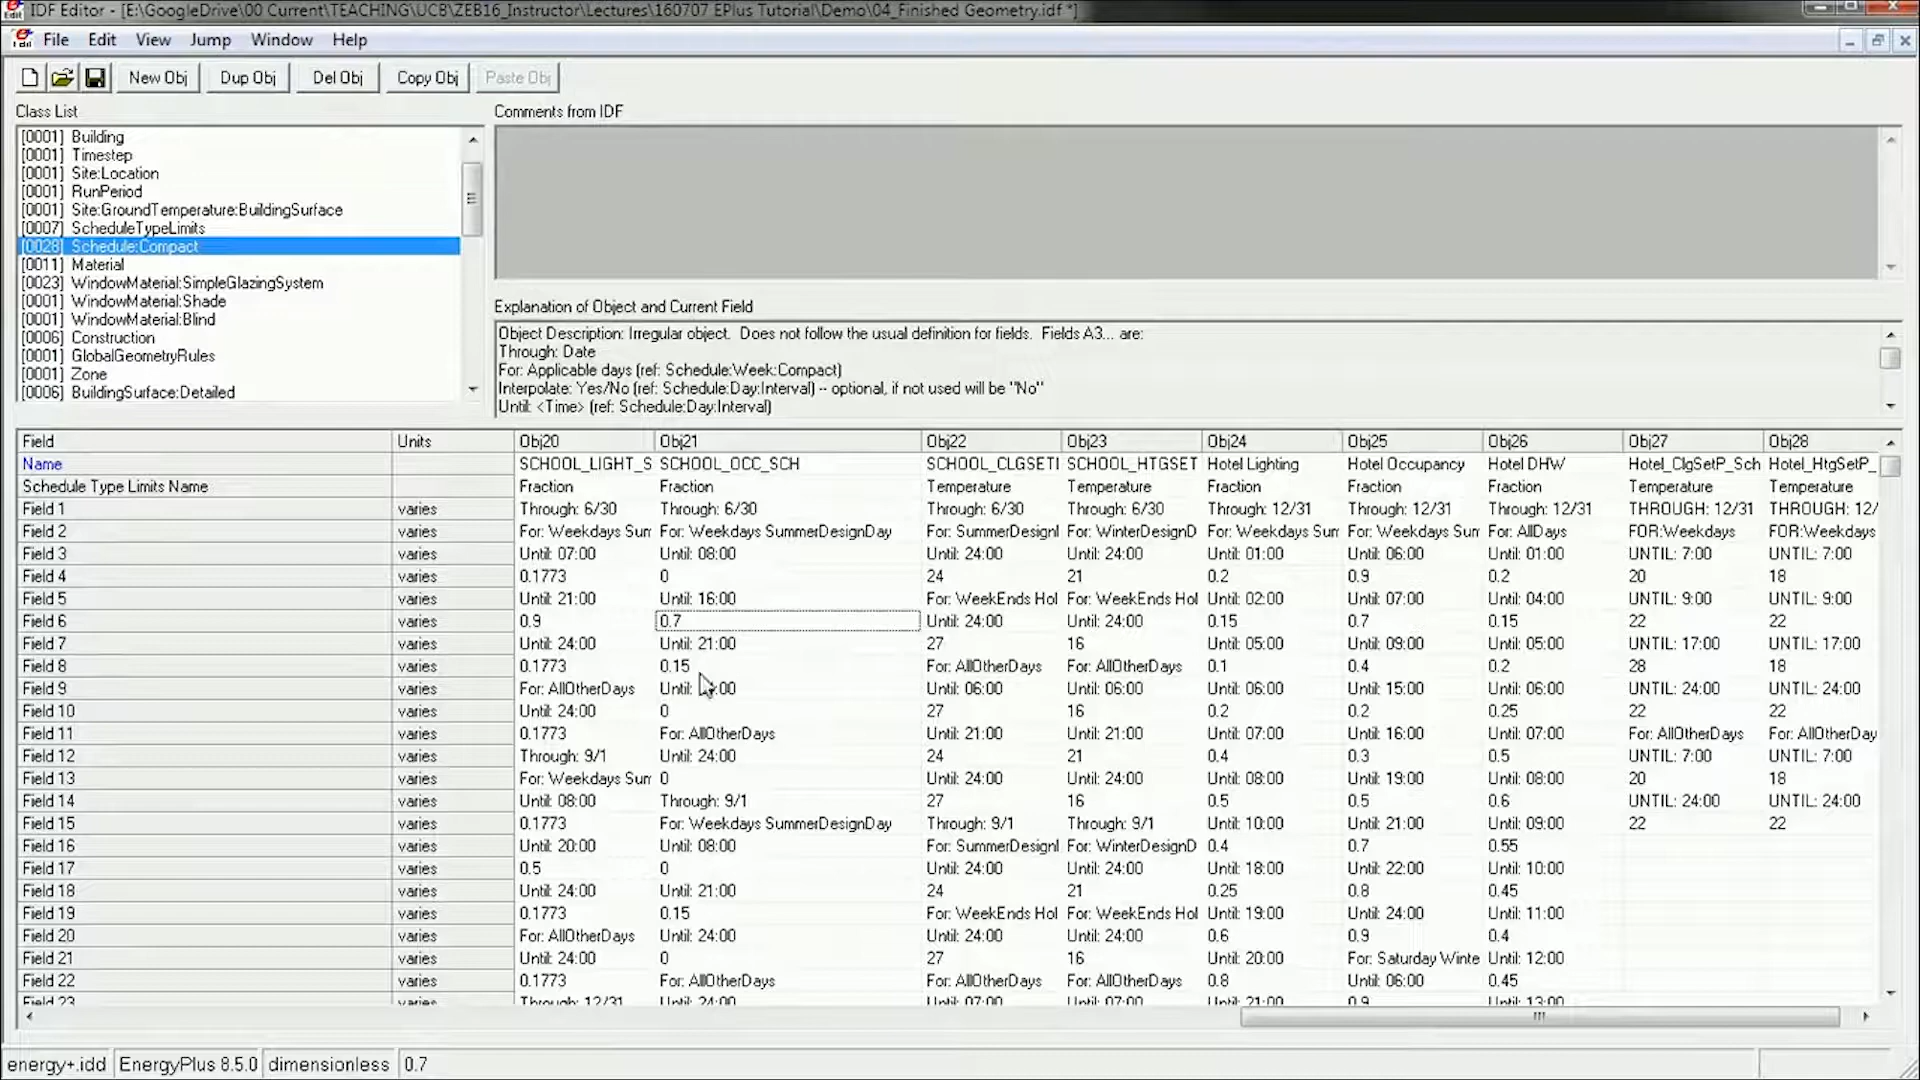 IDF Editor - [E:\GoogleDrive\00 Current\TEACHING\UCB\ZEB16_Instructor\Lectures\160707 EPlus Tutorial\Demo\04_Finished Geometry.idf *]
File Edit View Jump Window Help
New Obj Dup Obj Del Obj Copy Obj Paste Obj
Class List Comments from IDF
[0001] Building
[0001] Timestep
[0001] Site:Location
[0001] RunPeriod
[0001] Site:GroundTemperature:BuildingSurface
[0007] ScheduleTypeLimits
[0028] Schedule:Compact
[0011] Material
[0023] WindowMaterial:SimpleGlazingSystem
[0001] WindowMaterial:Shade
[0001] WindowMaterial:Blind
[0006] Construction
[0001] GlobalGeometryRules
[0001] Zone
[0006] BuildingSurface:Detailed
Explanation of Object and Current Field
Object Description: Irregular object. Does not follow the usual definition for fields. Fields A3... are:
Through: Date
For: Applicable days (ref: Schedule:Week:Compact)
Interpolate: Yes/No (ref: Schedule:Day:Interval) -- optional, if not used will be "No"
Until: <Time> (ref: Schedule:Day:Interval)
Field Units Obj20 Obj21 Obj22 Obj23 Obj24 Obj25 Obj26 Obj27 Obj28
Name SCHOOL_LIGHT_S SCHOOL_OCC_SCH SCHOOL_CLGSETI SCHOOL_HTGSET Hotel Lighting Hotel Occupancy Hotel DHW Hotel_ClgSetP_Sch Hotel_HtgSetP_
Schedule Type Limits Name Fraction Fraction Temperature Temperature Fraction Fraction Fraction Temperature Temperature
Field 1 varies Through: 6/30 Through: 6/30 Through: 6/30 Through: 6/30 Through: 12/31 Through: 12/31 Through: 12/31 THROUGH: 12/31 THROUGH: 12/
Field 2 varies For: Weekdays Sum For: Weekdays SummerDesignDay For: SummerDesignI For: WinterDesignD For: Weekdays Sum For: Weekdays Sum For: AllDays FOR:Weekdays FOR:Weekdays
Field 3 varies Until: 07:00 Until: 08:00 Until: 24:00 Until: 24:00 Until: 01:00 Until: 06:00 Until: 01:00 UNTIL: 7:00 UNTIL: 7:00
Field 4 varies 0.1773 0 24 21 0.2 0.9 0.2 20 18
Field 5 varies Until: 21:00 Until: 16:00 For: WeekEnds Hol For: WeekEnds Hol Until: 02:00 Until: 07:00 Until: 04:00 UNTIL: 9:00 UNTIL: 9:00
Field 6 varies 0.9 0.7 Until: 24:00 Until: 24:00 0.15 0.7 0.15 22 22
Field 7 varies Until: 24:00 Until: 21:00 27 16 Until: 05:00 Until: 09:00 Until: 05:00 UNTIL: 17:00 UNTIL: 17:00
Field 8 varies 0.1773 0.15 For: AllOtherDays For: AllOtherDays 0.1 0.4 0.2 28 18
Field 9 varies For: AllOtherDays Until: :00 Until: 06:00 Until: 06:00 Until: 06:00 Until: 15:00 Until: 06:00 UNTIL: 24:00 UNTIL: 24:00
Field 10 varies Until: 24:00 0 27 16 0.2 0.2 0.25 22 22
Field 11 varies 0.1773 For: AllOtherDays Until: 21:00 Until: 21:00 Until: 07:00 Until: 16:00 Until: 07:00 For: AllOtherDays For: AllOtherDay
Field 12 varies Through: 9/1 Until: 24:00 24 21 0.4 0.3 0.5 UNTIL: 7:00 UNTIL: 7:00
Field 13 varies For: Weekdays Sum 0 Until: 24:00 Until: 24:00 Until: 08:00 Until: 19:00 Until: 08:00 20 18
Field 14 varies Until: 08:00 Through: 9/1 27 16 0.5 0.5 0.6 UNTIL: 24:00 UNTIL: 24:00
Field 15 varies 0.1773 For: Weekdays SummerDesignDay Through: 9/1 Through: 9/1 Until: 10:00 Until: 21:00 Until: 09:00 22 22
Field 16 varies Until: 20:00 Until: 08:00 For: SummerDesignI For: WinterDesignD 0.4 0.7 0.55
Field 17 varies 0.5 0 Until: 24:00 Until: 24:00 Until: 18:00 Until: 22:00 Until: 10:00
Field 18 varies Until: 24:00 Until: 21:00 24 21 0.25 0.8 0.45
Field 19 varies 0.1773 0.15 For: WeekEnds Hol For: WeekEnds Hol Until: 19:00 Until: 24:00 Until: 11:00
Field 20 varies For: AllOtherDays Until: 24:00 Until: 24:00 Until: 24:00 0.6 0.9 0.4
Field 21 varies Until: 24:00 0 27 16 Until: 20:00 For: Saturday Winte Until: 12:00
Field 22 varies 0.1773 For: AllOtherDays For: AllOtherDays For: AllOtherDays 0.8 Until: 06:00 0.45
Field 23 varies Through: 12/31 Until: 24:00 Until: 07:00 Until: 07:00 Until: 21:00 0.9 Until: 13:00
energy+.idd EnergyPlus 8.5.0 dimensionless 0.7